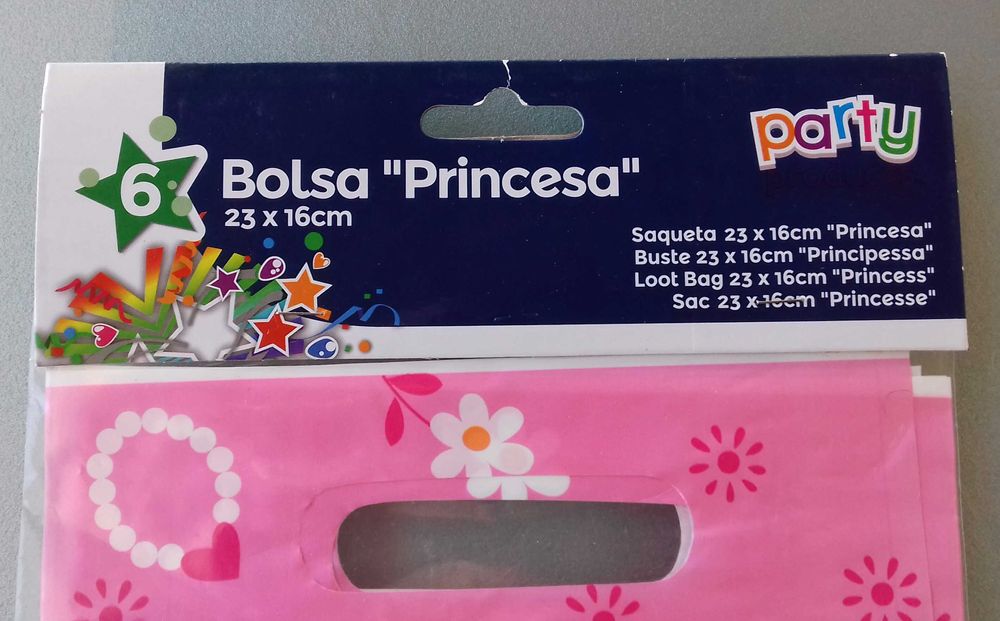 6
Bolsa "Princesa"
23 x 16cm
party
Saqueta 23 x 16cm "Princesa"
Buste 23 x 16cm "Principessa"
Loot Bag 23 x 16cm "Princess"
Sac 23 x 16cm "Princesse"